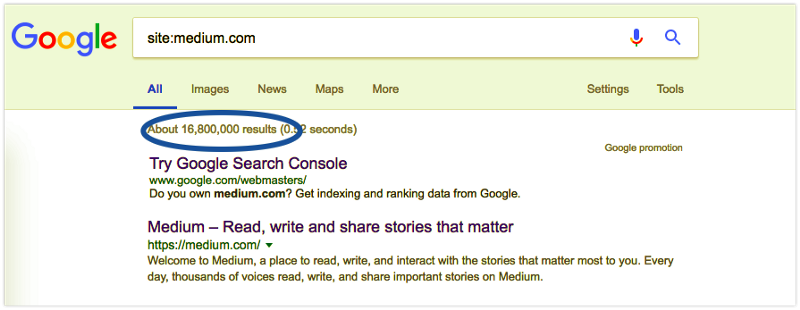 Google
site:medium.com
All Images News Maps More Settings Tools
About 16,800,000 results (0.52 seconds)
Google promotion
Try Google Search Console
www.google.com/webmasters/
Do you own medium.com? Get indexing and ranking data from Google.
Medium – Read, write and share stories that matter
https://medium.com/
Welcome to Medium, a place to read, write, and interact with the stories that matter most to you. Every
day, thousands of voices read, write, and share important stories on Medium.